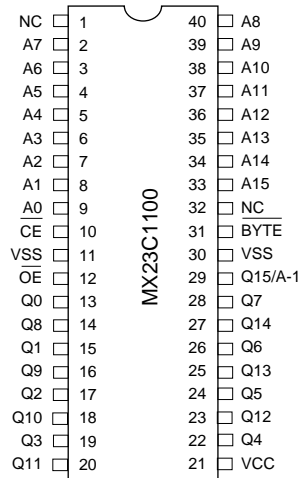 NC 1 40 A8
A7 2 39 A9
A6 3 38 A10
A5 4 37 A11
A4 5 36 A12
A3 6 35 A13
A2 7 34 A14
A1 8 33 A15
A0 9 32 NC
CE 10 31 BYTE
VSS 11 30 VSS
OE 12 29 Q15/A-1
Q0 13 28 Q7
Q8 14 27 Q14
Q1 15 26 Q6
Q9 16 25 Q13
Q2 17 24 Q5
Q10 18 23 Q12
Q3 19 22 Q4
Q11 20 21 VCC
MX23C1100